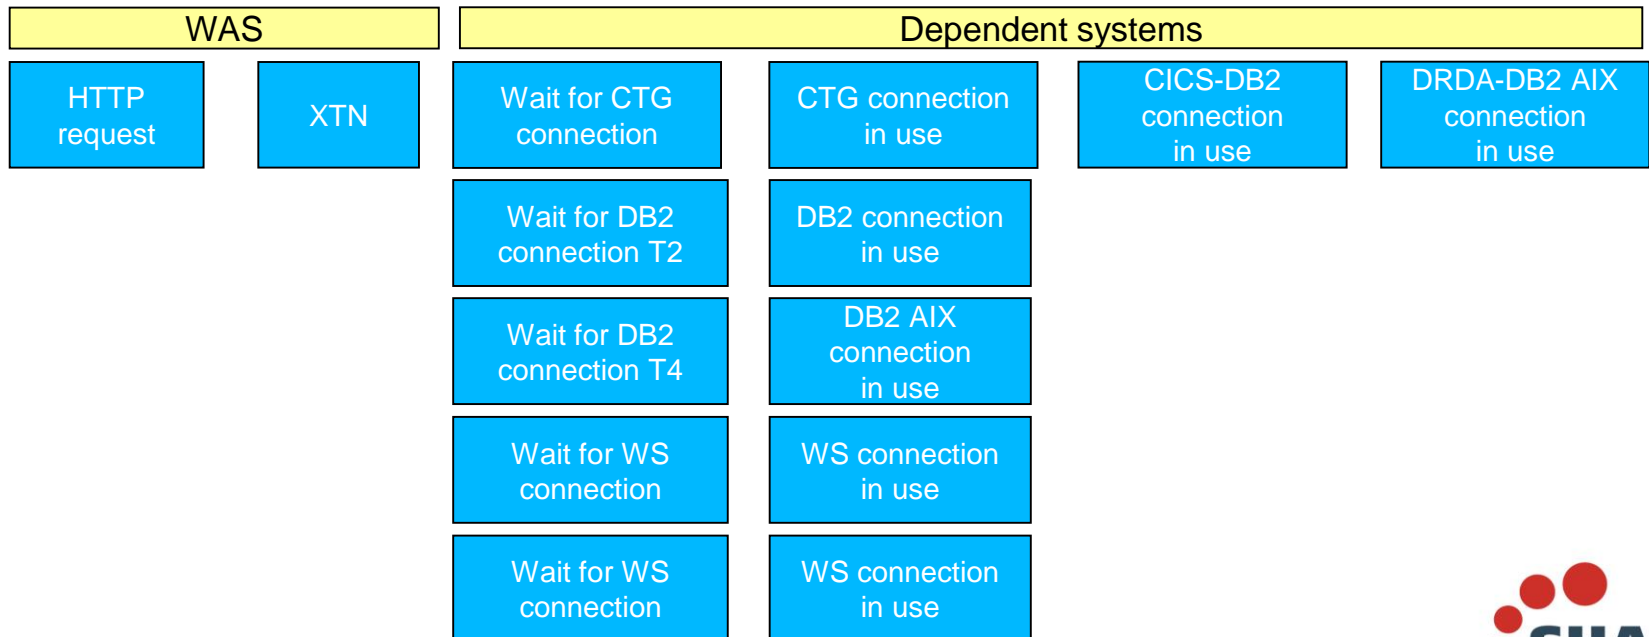 WAS
Dependent systems
HTTP
request
XTN
Wait for CTG
connection
CTG connection
in use
CICS-DB2
connection
in use
DRDA-DB2 AIX
connection
in use
Wait for DB2
connection T2
DB2 connection
in use
Wait for DB2
connection T4
DB2 AIX
connection
in use
Wait for WS
connection
WS connection
in use
Wait for WS
connection
WS connection
in use